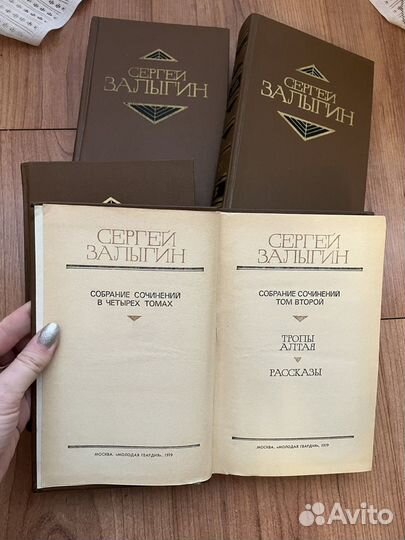 СЕРГЕЙ
ЗАЛЫГИН
СЕРГЕЙ
ЗАЛЫГИН
СЕРГЕЙ
ЗАЛЫГИН
СОБРАНИЕ СОЧИНЕНИЙ
В ЧЕТЫРЕХ ТОМАХ
МОСКВА. «МОЛОДАЯ ГВАРДИЯ», 1979
СЕРГЕЙ
ЗАЛЫГИН
СОБРАНИЕ СОЧИНЕНИЙ
ТОМ ВТОРОЙ
ТРОПЫ
АЛТАЯ
РАССКАЗЫ
МОСКВА. «МОЛОДАЯ ГВАРДИЯ», 1979
Avito